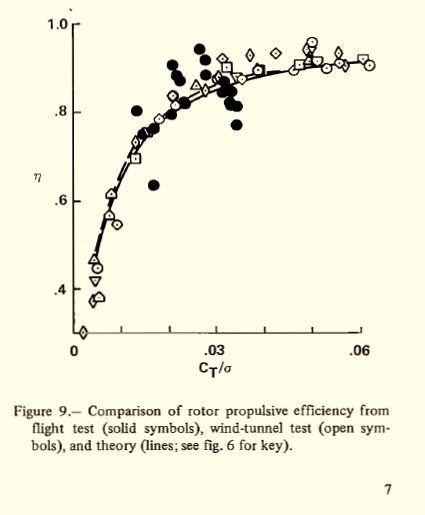 1.0
.8
η
.6
.4
0
.03
.06
C_T/σ
Figure 9.— Comparison of rotor propulsive efficiency from
flight test (solid symbols), wind-tunnel test (open sym-
bols), and theory (lines; see fig. 6 for key).
7